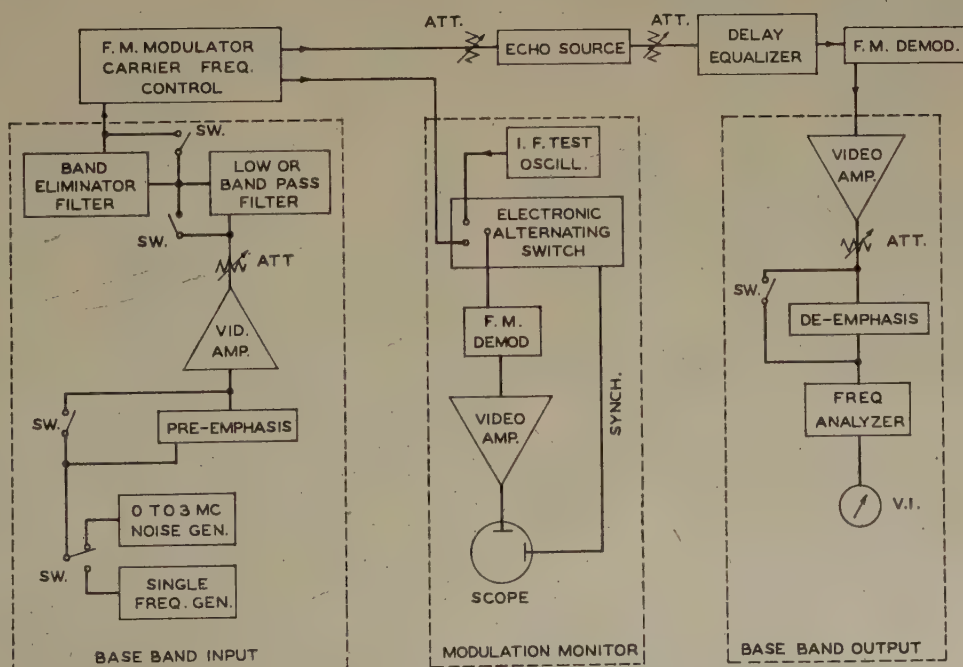 F. M. MODULATOR
CARRIER FREQ.
CONTROL
ATT.
ECHO SOURCE
ATT.
DELAY
EQUALIZER
F. M. DEMOD.
SW.
BAND
ELIMINATOR
FILTER
LOW OR
BAND PASS
FILTER
SW.
ATT
VID.
AMP.
SW.
PRE-EMPHASIS
0 TO 3 MC
NOISE GEN.
SW.
SINGLE
FREQ. GEN.
BASE BAND INPUT
I. F. TEST
OSCILL.
ELECTRONIC
ALTERNATING
SWITCH
F. M.
DEMOD
VIDEO
AMP.
SYNCH.
SCOPE
MODULATION MONITOR
VIDEO
AMP.
ATT.
SW.
DE-EMPHASIS
FREQ
ANALYZER
V.I.
BASE BAND OUTPUT